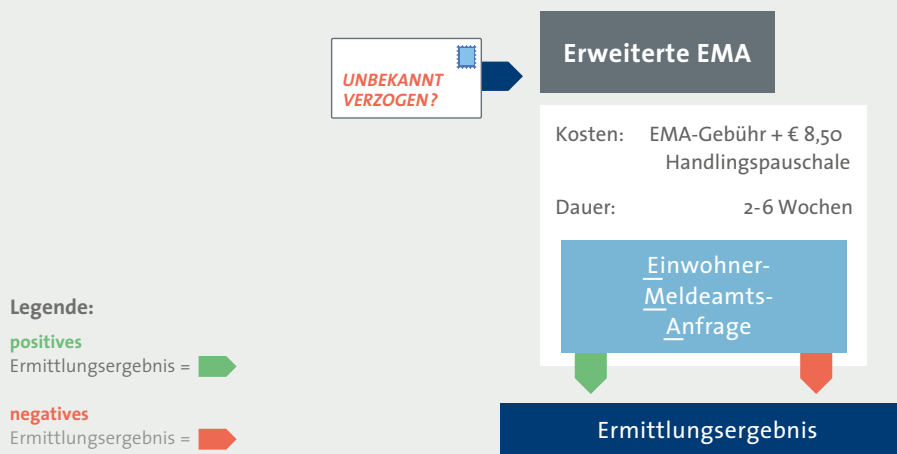 Erweiterte EMA
UNBEKANNT
VERZOGEN?
Kosten: EMA-Gebühr + € 8,50
Handlingspauschale
Dauer: 2-6 Wochen
Einwohner-
Meldeamts-
Anfrage
Legende:
positives
Ermittlungsergebnis =
negatives
Ermittlungsergebnis =
Ermittlungsergebnis